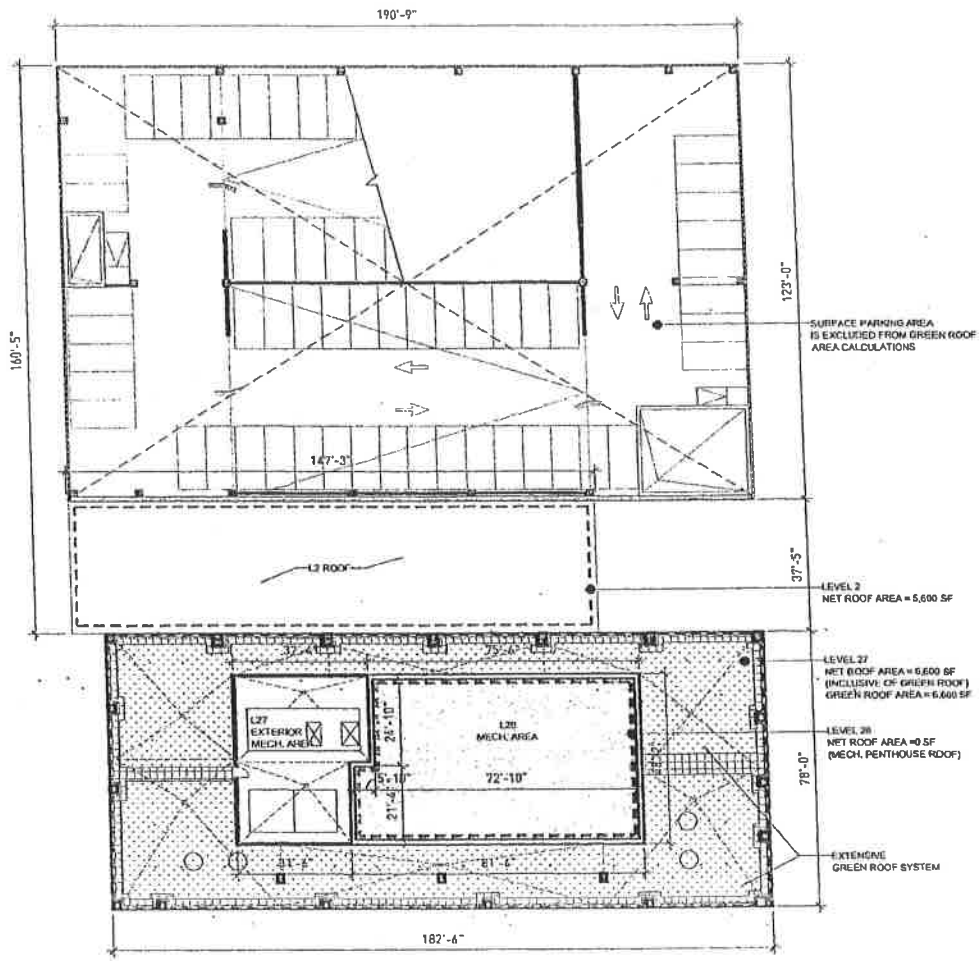 190'-9"
160'-5"
123'-0"
SURFACE PARKING AREA
IS EXCLUDED FROM GREEN ROOF
AREA CALCULATIONS
147'-3"
37'-5"
L2 ROOF
LEVEL 2
NET ROOF AREA = 5,600 SF
75'-6"
LEVEL 27
NET ROOF AREA = 6,600 SF
(INCLUSIVE OF GREEN ROOF)
GREEN ROOF AREA = 6,600 SF
L27
EXTERIOR
MECH. AREA
24'-10"
L28
MECH. AREA
LEVEL 28
NET ROOF AREA =0 SF
(MECH. PENTHOUSE ROOF)
78'-0"
5'-10"
72'-10"
EXTENSIVE
GREEN ROOF SYSTEM
81'-6"
182'-6"